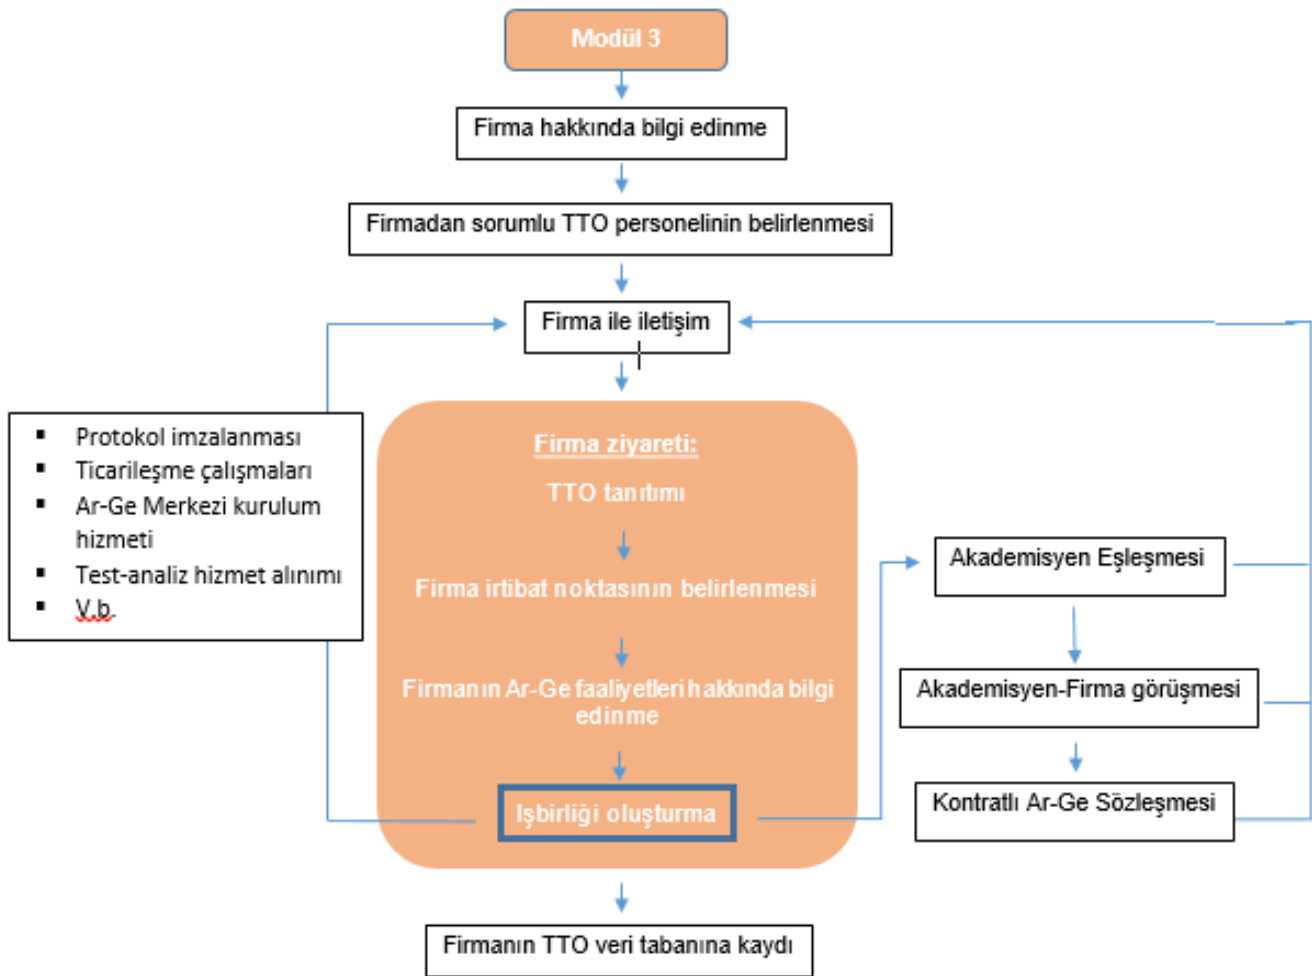 Modül 3
Firma hakkında bilgi edinme
Firmadan sorumlu TTO personelinin belirlenmesi
Firma ile iletişim
▪ Protokol imzalanması
▪ Ticarileşme çalışmaları
▪ Ar-Ge Merkezi kurulum
hizmeti
▪ Test-analiz hizmet alınımı
▪ V.b.
Firma ziyareti:
TTO tanıtımı
Firma irtibat noktasının belirlenmesi
Firmanın Ar-Ge faaliyetleri hakkında bilgi
edinme
Işbirliği oluşturma
Akademisyen Eşleşmesi
Akademisyen-Firma görüşmesi
Kontratlı Ar-Ge Sözleşmesi
Firmanın TTO veri tabanına kaydı